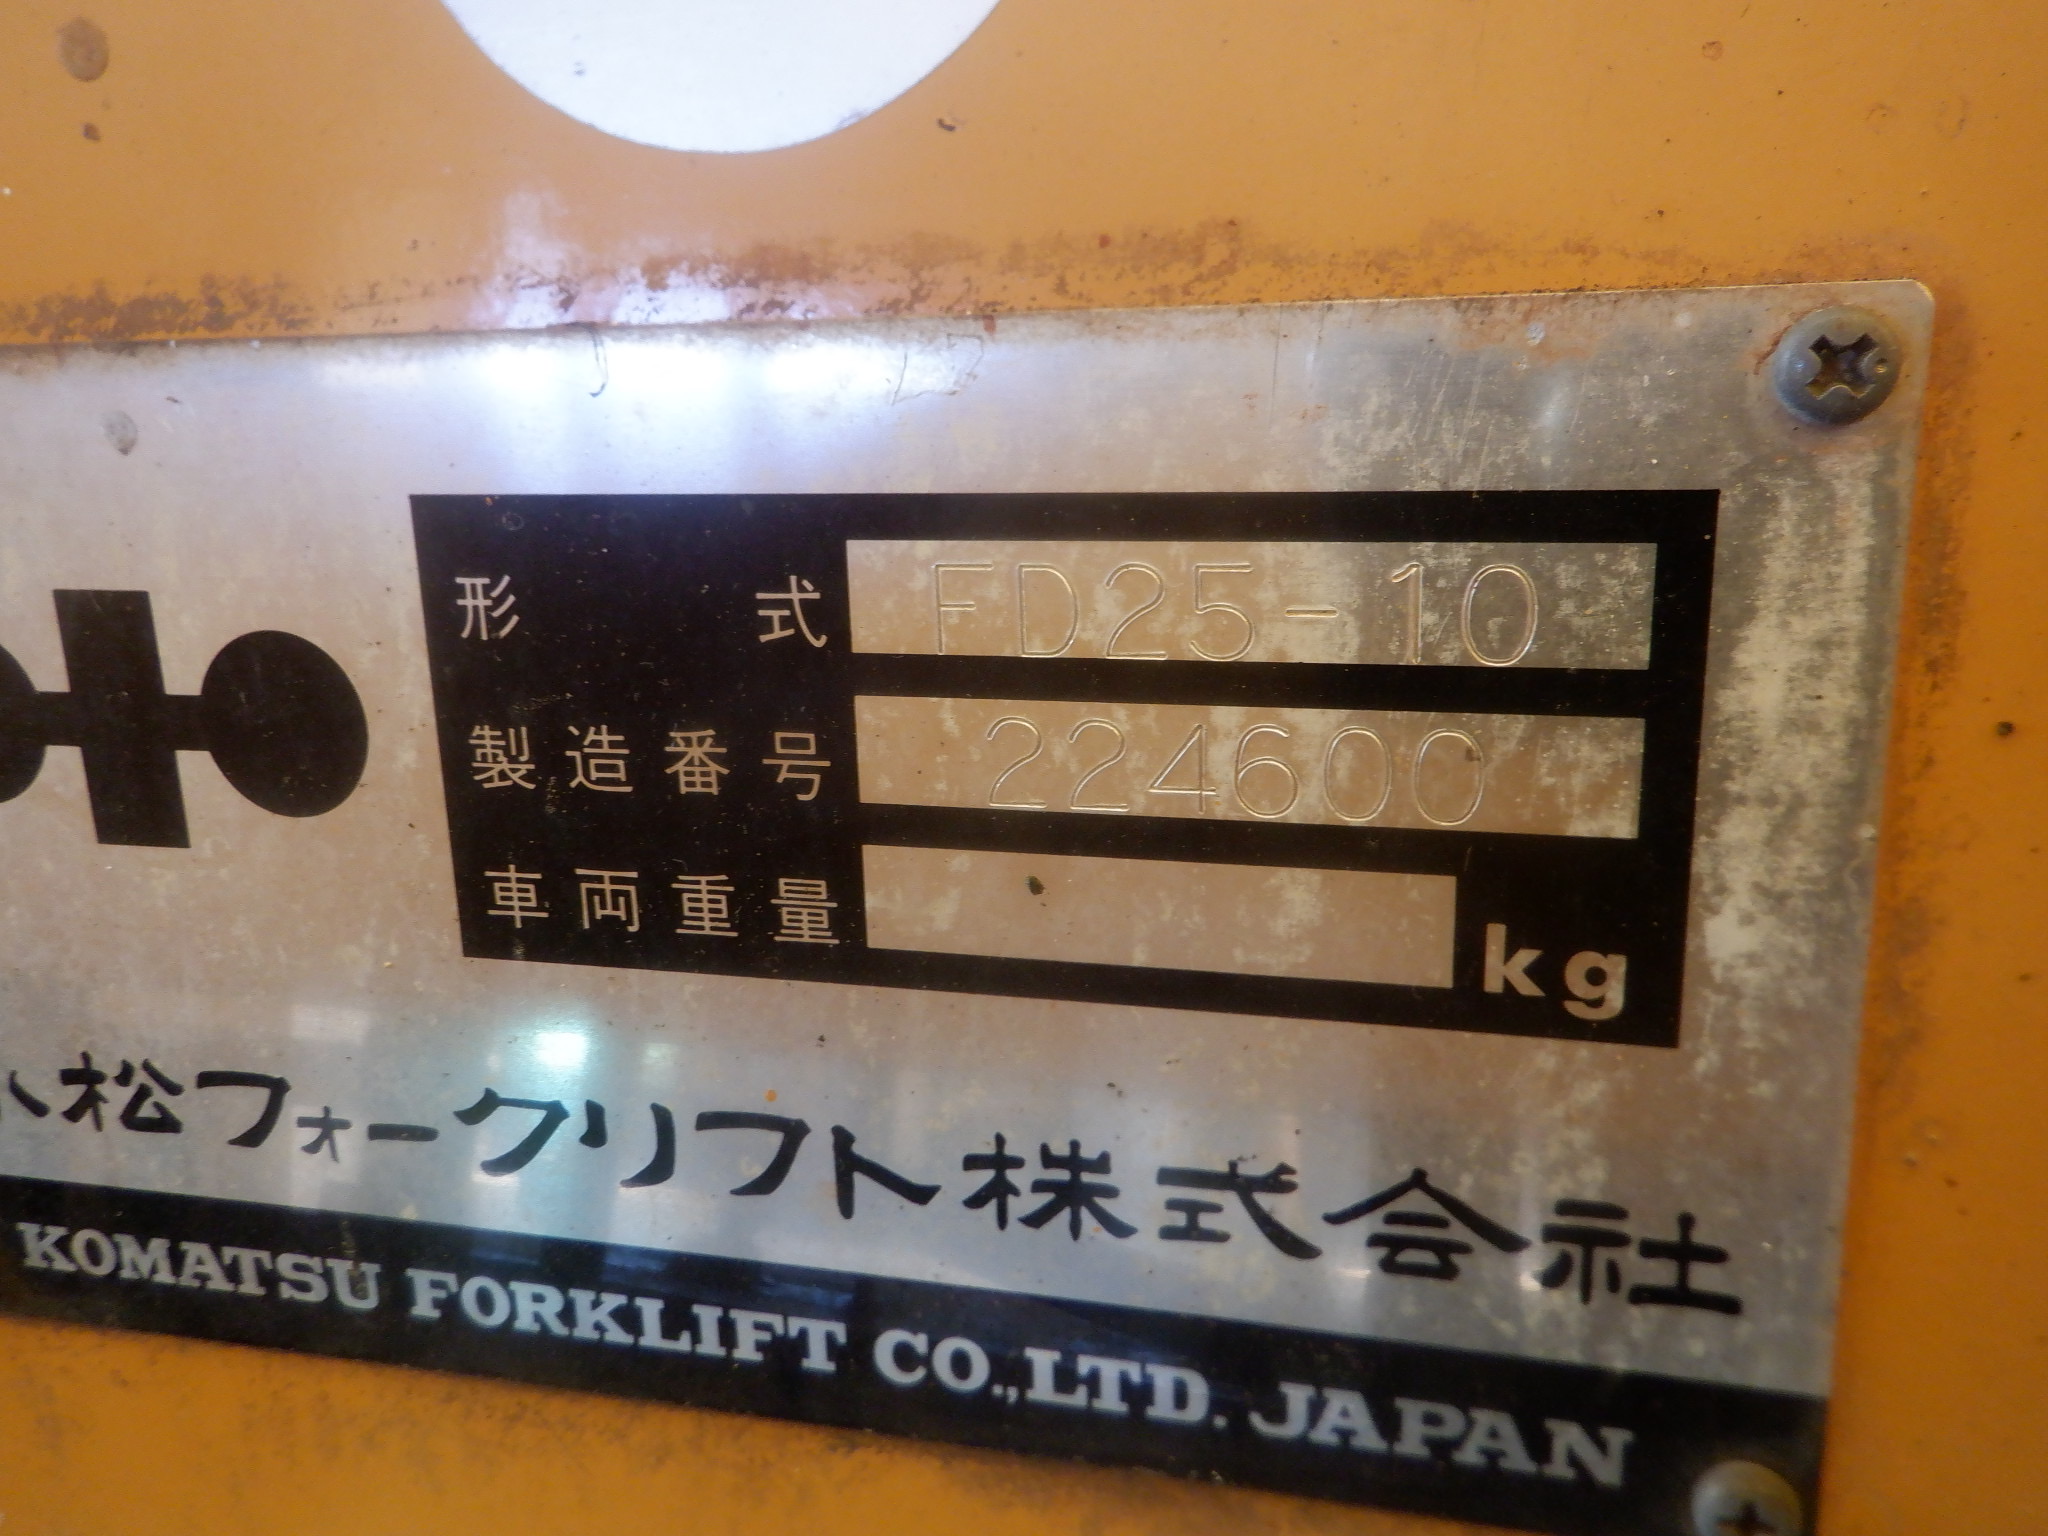 形式 FD25-10
製造番号 224600
車両重量 kg
小松フォークリフト株式会社
KOMATSU FORKLIFT CO.,LTD. JAPAN